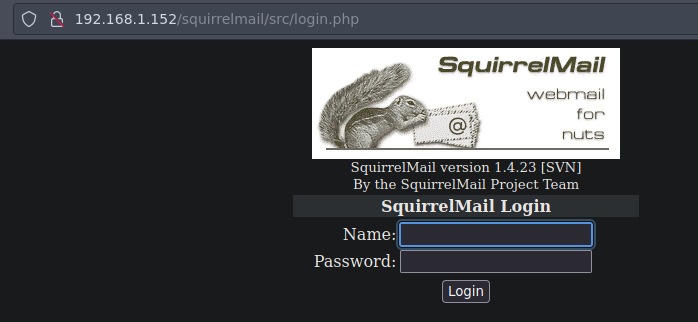 192.168.1.152/squirrelmail/src/login.php
SquirrelMail
webmail
for
nuts
@
SquirrelMail version 1.4.23 [SVN]
By the SquirrelMail Project Team
SquirrelMail Login
Name:
Password:
Login